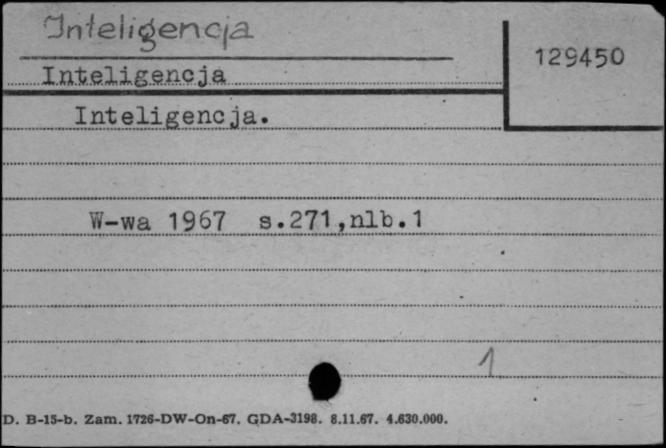 Inteligencja
129450
Inteligencja
Inteligencja.
W-wa 1967 s.271,nlb.1
1
D. B-15-b. Zam. 1726-DW-On-67. GDA-3198. 8.11.67. 4.630.000.